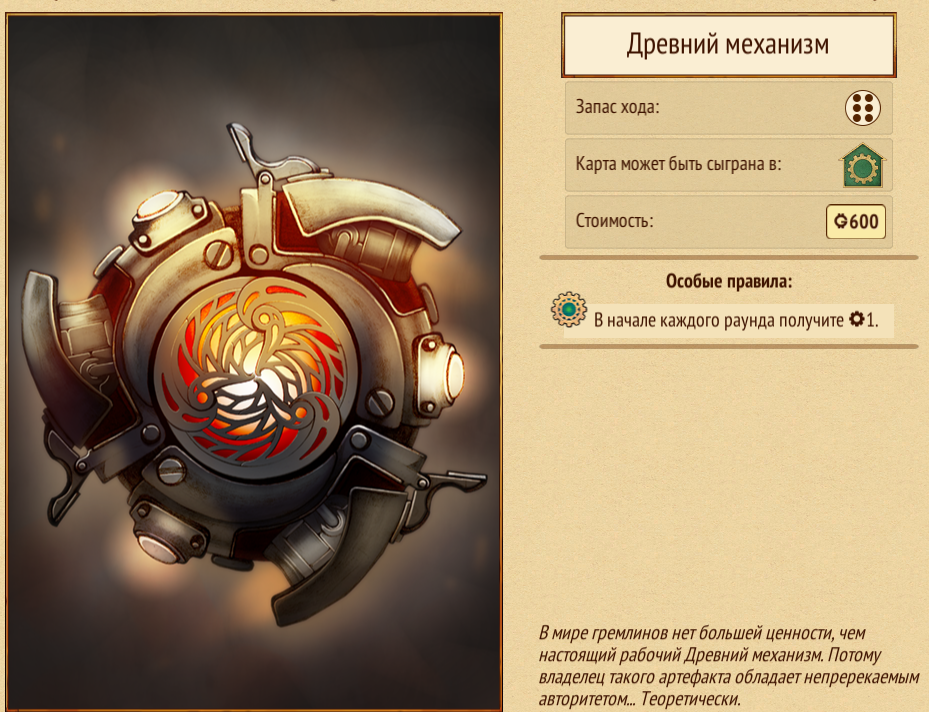 Древний механизм
Запас хода:
Карта может быть сыграна в:
Стоимость:
600
Особые правила:
В начале каждого раунда получите 1.
В мире гремлинов нет большей ценности, чем
настоящий рабочий Древний механизм. Потому
владелец такого артефакта обладает непререкаемым
авторитетом... Теоретически.